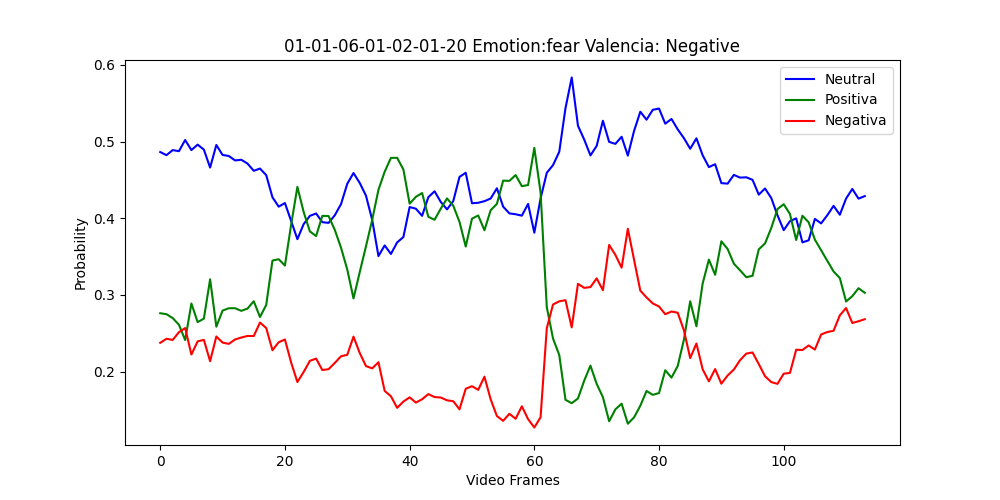 01-01-06-01-02-01-20 Emotion:fear Valencia: Negative
Neutral
Positiva
Negativa
0.6
0.5
0.4
0.3
0.2
Probability
0 20 40 60 80 100
Video Frames